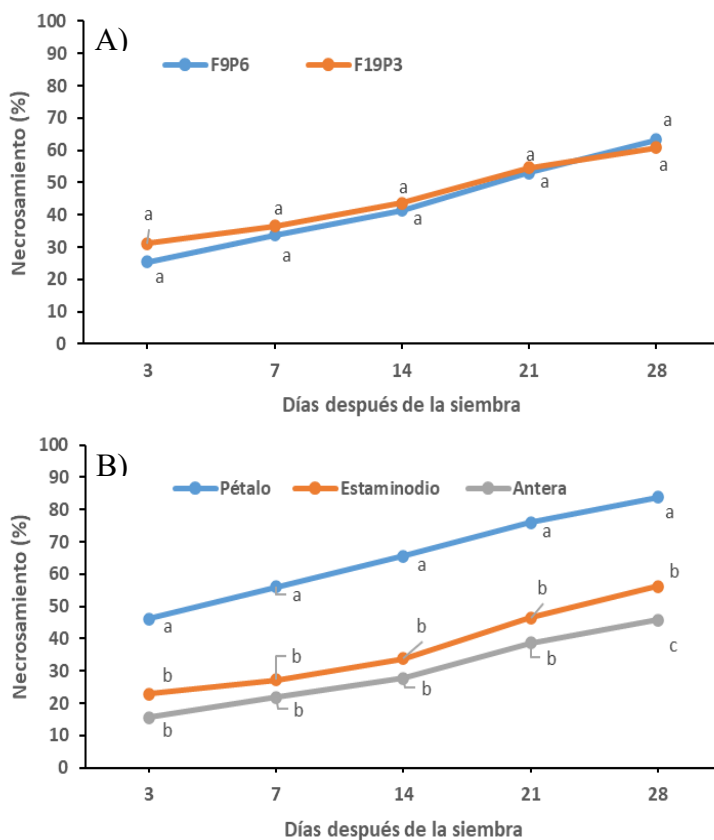 A)
F9P6 F19P3
Necrosamiento (%)
100
90
80
70
60
50
40
30
20
10
0
a a a a a
a a a a a
3 7 14 21 28
Días después de la siembra
B)
Pétalo Estaminodio Antera
Necrosamiento (%)
100
90
80
70
60
50
40
30
20
10
0
a a a a a
b b b b b
b b b b c
3 7 14 21 28
Días después de la siembra